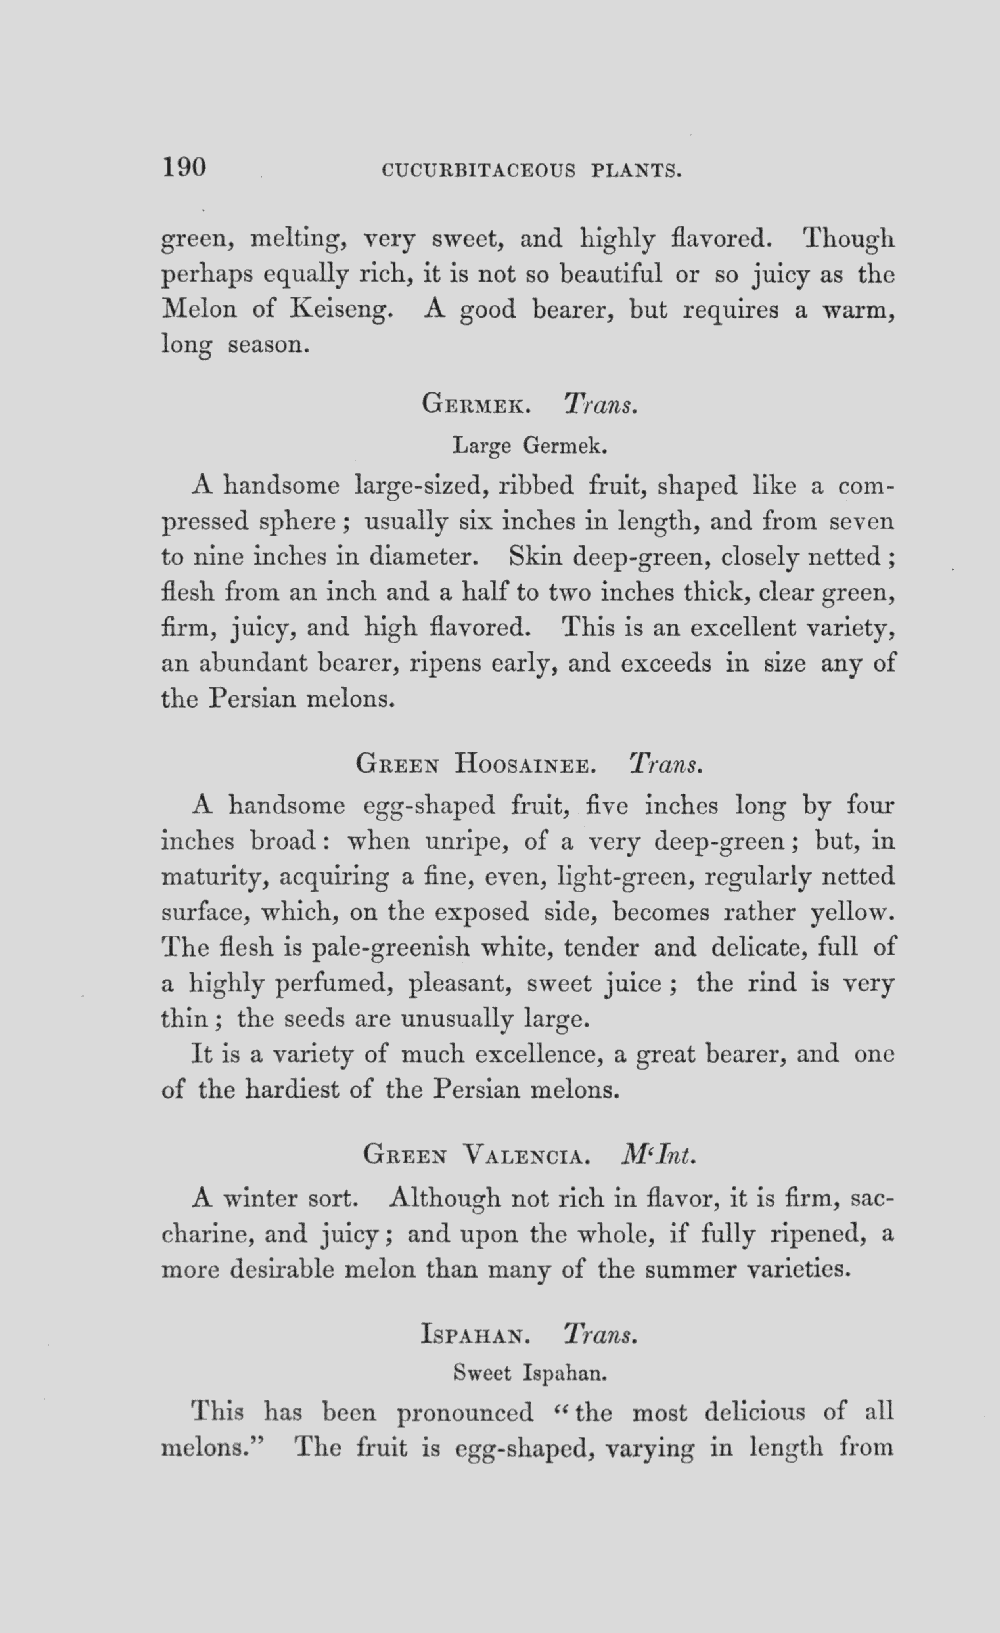 190 CUCURBITACEOUS PLANTS.
green, melting, very sweet, and highly flavored. Though
perhaps equally rich, it is not so beautiful or so juicy as the
Melon of Keiseng. A good bearer, but requires a warm,
long season.
GERMEK. Trans.
Large Germek.
A handsome large-sized, ribbed fruit, shaped like a com-
pressed sphere; usually six inches in length, and from seven
to nine inches in diameter. Skin deep-green, closely netted;
flesh from an inch and a half to two inches thick, clear green,
firm, juicy, and high flavored. This is an excellent variety,
an abundant bearer, ripens early, and exceeds in size any of
the Persian melons.
GREEN HOOSAINEE. Trans.
A handsome egg-shaped fruit, five inches long by four
inches broad: when unripe, of a very deep-green; but, in
maturity, acquiring a fine, even, light-green, regularly netted
surface, which, on the exposed side, becomes rather yellow.
The flesh is pale-greenish white, tender and delicate, full of
a highly perfumed, pleasant, sweet juice; the rind is very
thin; the seeds are unusually large.
It is a variety of much excellence, a great bearer, and one
of the hardiest of the Persian melons.
GREEN VALENCIA. M‘Int.
A winter sort. Although not rich in flavor, it is firm, sac-
charine, and juicy; and upon the whole, if fully ripened, a
more desirable melon than many of the summer varieties.
ISPAHAN. Trans.
Sweet Ispahan.
This has been pronounced “the most delicious of all
melons.” The fruit is egg-shaped, varying in length from